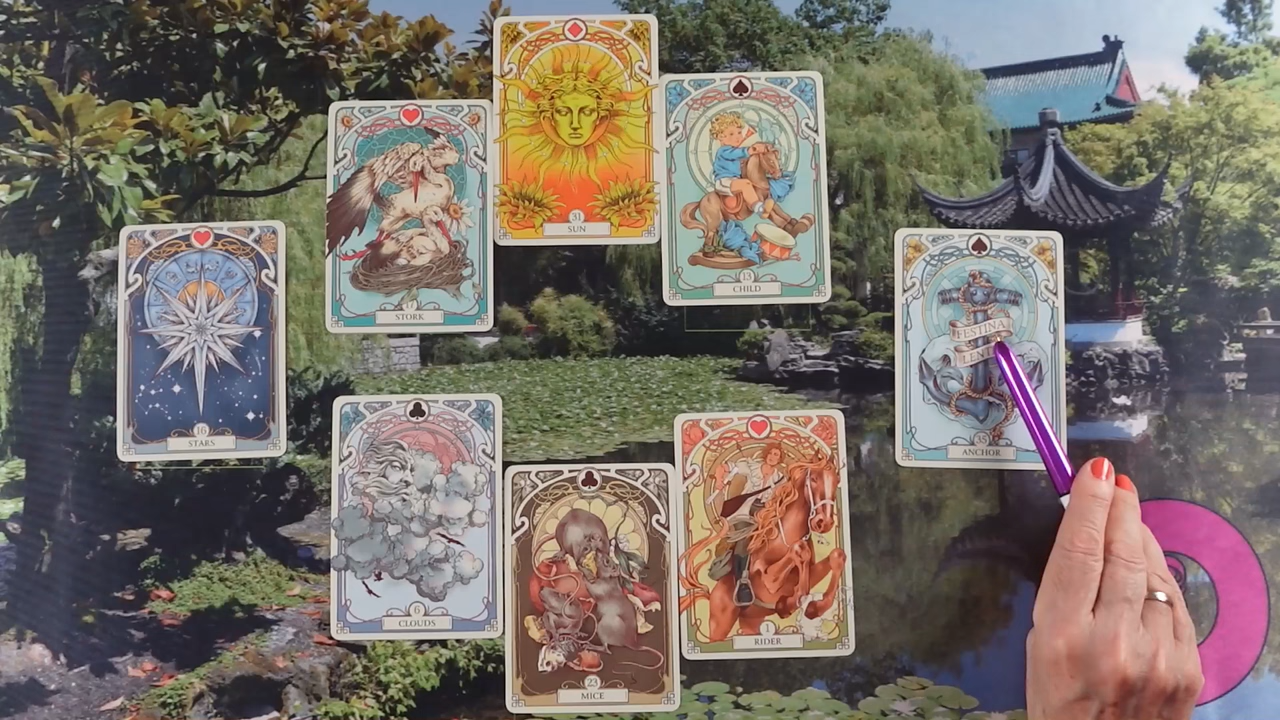 31
SUN
17
STORK
13
CHILD
16
STARS
FESTINA
LENTE
35
ANCHOR
6
CLOUDS
23
MICE
1
RIDER